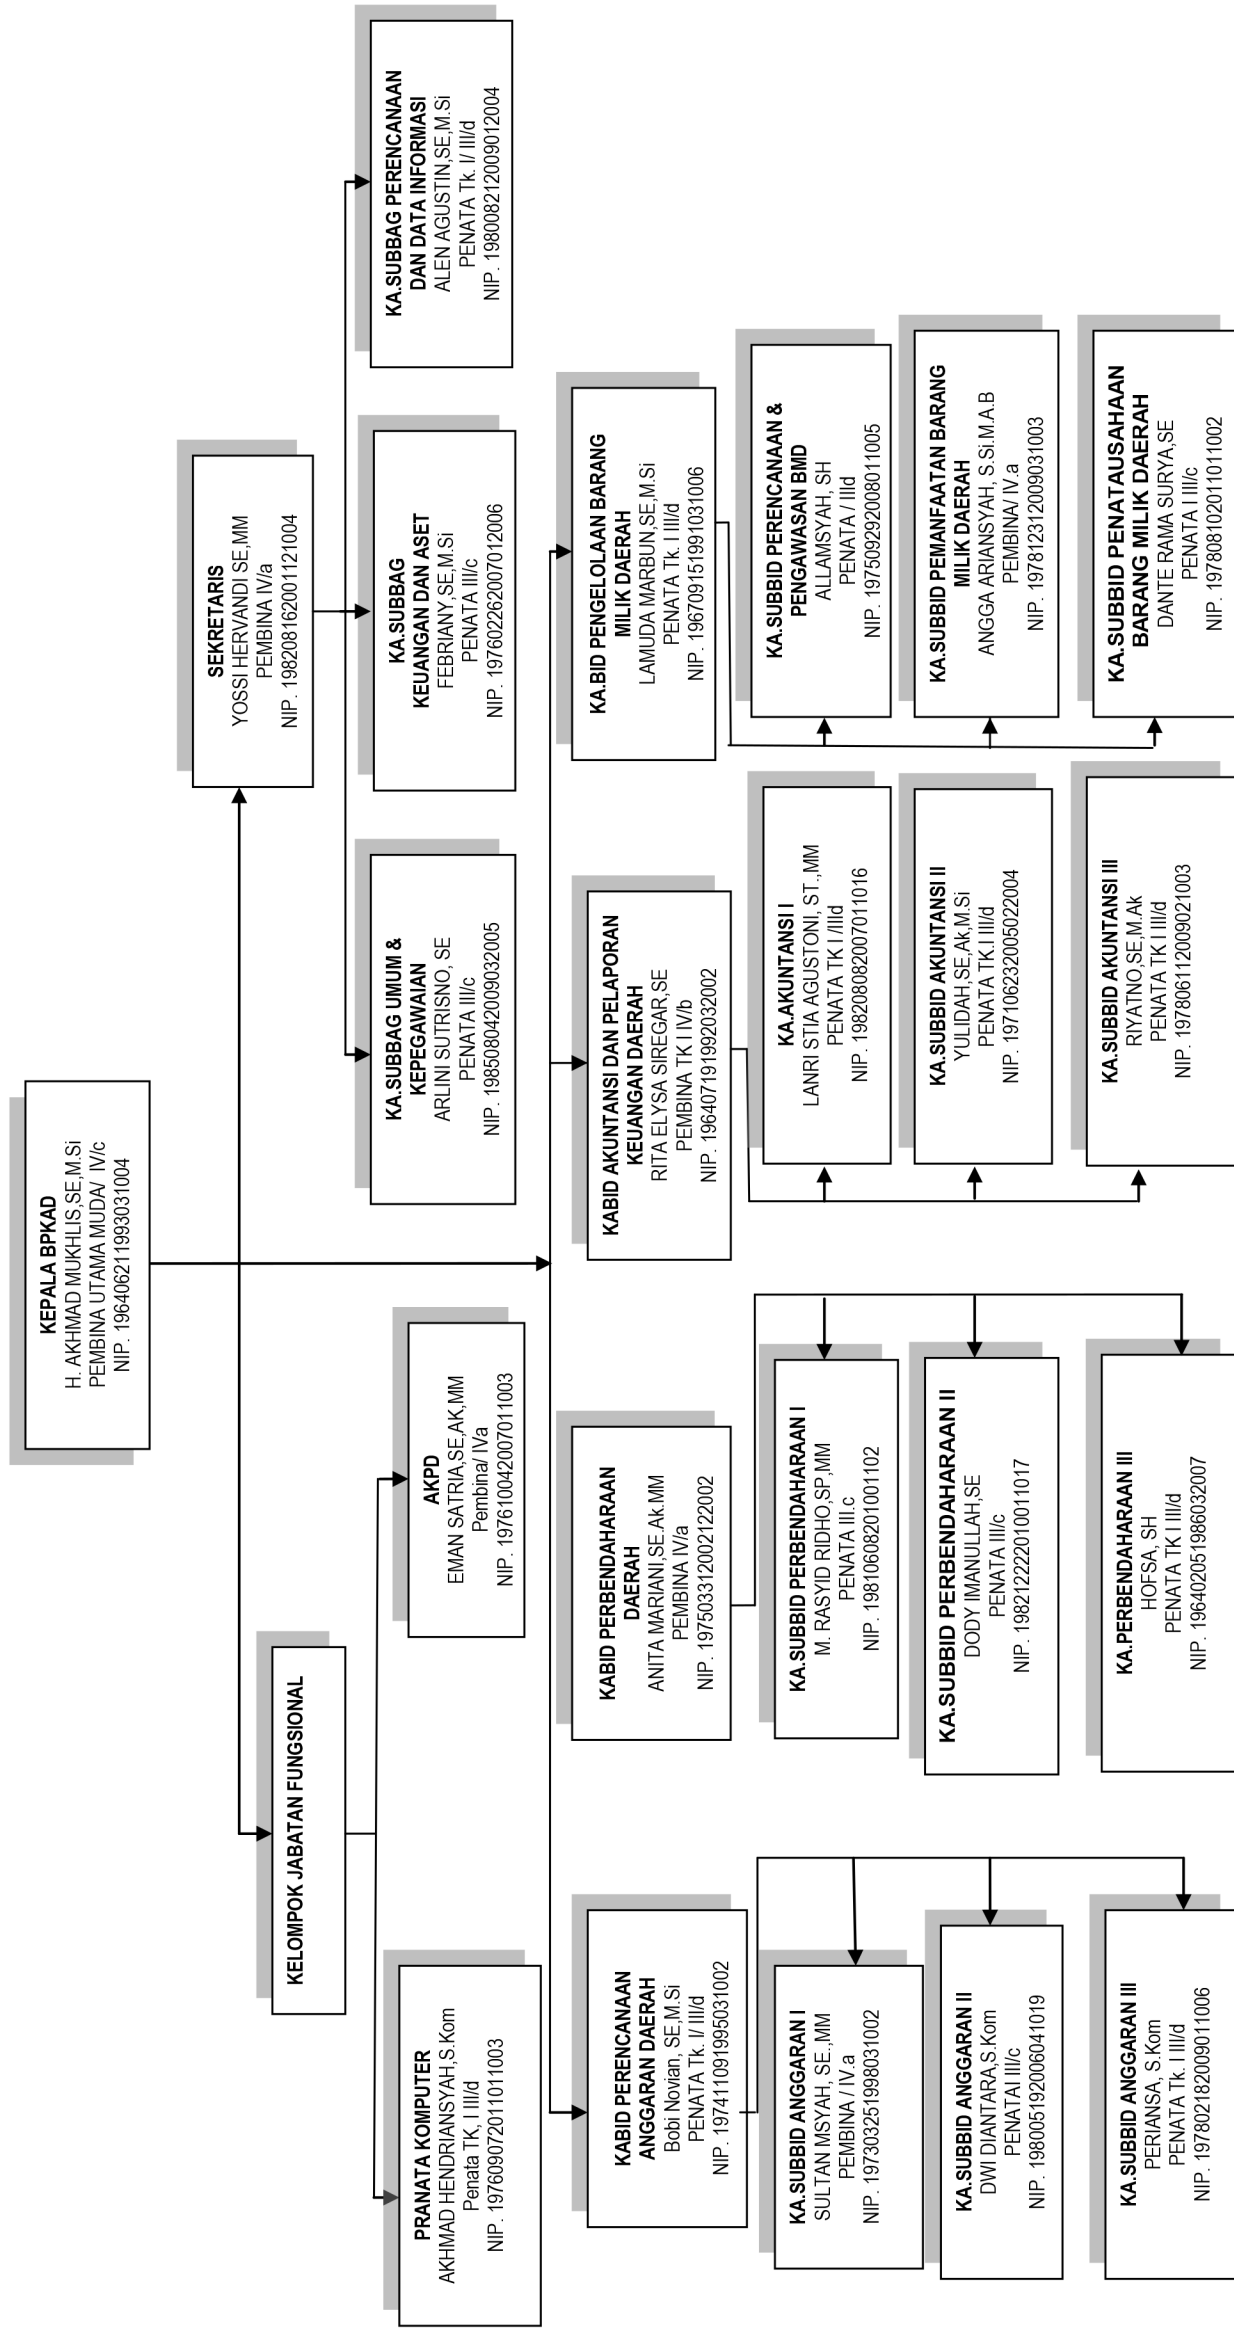 KEPALA BPKAD
H. AKHMAD MUKHLIS,SE,M.Si
PEMBINA UTAMA MUDA/ IV/c
NIP. 196406211993031004
KELOMPOK JABATAN FUNGSIONAL
SEKRETARIS
YOSSI HERVANDI SE,MM
PEMBINA IV/a
NIP. 198208162001121004
PRANATA KOMPUTER
AKHMAD HENDRIANSYAH,S.Kom
Penata TK, I III/d
NIP. 197609072011011003
AKPD
EMAN SATRIA,SE,AK,MM
Pembina/ IVa
NIP. 197610042007011003
KA.SUBBAG UMUM &
KEPEGAWAIAN
ARLINI SUTRISNO, SE
PENATA III/c
NIP. 198508042009032005
KA.SUBBAG
KEUANGAN DAN ASET
FEBRIANY,SE,M.Si
PENATA III/c
NIP. 197602262007012006
KA.SUBBAG PERENCANAAN
DAN DATA INFORMASI
ALEN AGUSTIN,SE,M.Si
PENATA Tk. I/ III/d
NIP. 198008212009012004
KABID PERENCANAAN
ANGGARAN DAERAH
Bobi Novian, SE,M.Si
PENATA Tk. I/ III/d
NIP. 197411091995031002
KABID PERBENDAHARAAN
DAERAH
ANITA MARIANI,SE.Ak.MM
PEMBINA IV/a
NIP. 197503312002122002
KABID AKUNTANSI DAN PELAPORAN
KEUANGAN DAERAH
RITA ELYSA SIREGAR,SE
PEMBINA TK I IV/b
NIP. 196407191992032002
KA.BID PENGELOLAAN BARANG
MILIK DAERAH
LAMUDA MARBUN,SE,M.Si
PENATA Tk. I III/d
NIP. 196709151991031006
KA.SUBBID ANGGARAN I
SULTAN MSYAH, SE.,MM
PEMBINA / IV.a
NIP. 197303251998031002
KA.SUBBID PERBENDAHARAAN I
M. RASYID RIDHO,SP,MM
PENATA III.c
NIP. 198106082010011102
KA.AKUNTANSI I
LANRI STIA AGUSTONI, ST.,MM
PENATA TK I /IIId
NIP. 198208082007011016
KA.SUBBID PERENCANAAN &
PENGAWASAN BMD
ALLAMSYAH, SH
PENATA / IIId
NIP. 197509292008011005
KA.SUBBID ANGGARAN II
DWI DIANTARA,S.Kom
PENATAI III/c
NIP. 198005192006041019
KA.SUBBID PERBENDAHARAAN II
DODY IMANULLAH,SE
PENATA III/c
NIP. 198212222010011017
KA.SUBBID AKUNTANSI II
YULIDAH,SE,Ak,M.Si
PENATA TK.I III/d
NIP. 197106232005022004
KA.SUBBID PEMANFAATAN BARANG
MILIK DAERAH
ANGGA ARIANSYAH, S.Si.M.A.B
PEMBINA/ IV.a
NIP. 197812312009031003
KA.SUBBID ANGGARAN III
PERIANSA, S.Kom
PENATA Tk. I III/d
NIP. 197802182009011006
KA.PERBENDAHARAAN III
HOFSA, SH
PENATA TK I III/d
NIP. 196402051986032007
KA.SUBBID AKUNTANSI III
RIYATNO,SE,M.Ak
PENATA TK I III/d
NIP. 197806112009021003
KA.SUBBID PENATAUSAHAAN
BARANG MILIK DAERAH
DANTE RAMA SURYA,SE
PENATA I III/c
NIP. 197808102011011002